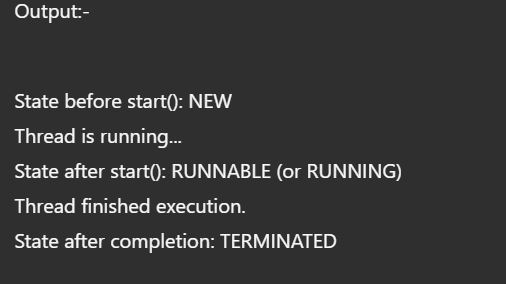 Output:-
State before start(): NEW
Thread is running...
State after start(): RUNNABLE (or RUNNING)
Thread finished execution.
State after completion: TERMINATED